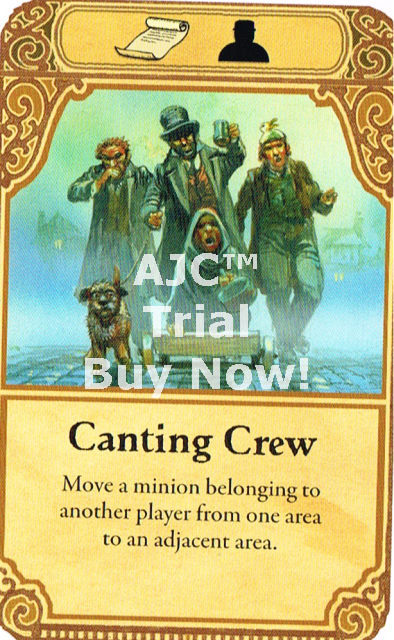 AJC™
Trial
Buy Now!
Canting Crew
Move a minion belonging to
another player from one area
to an adjacent area.